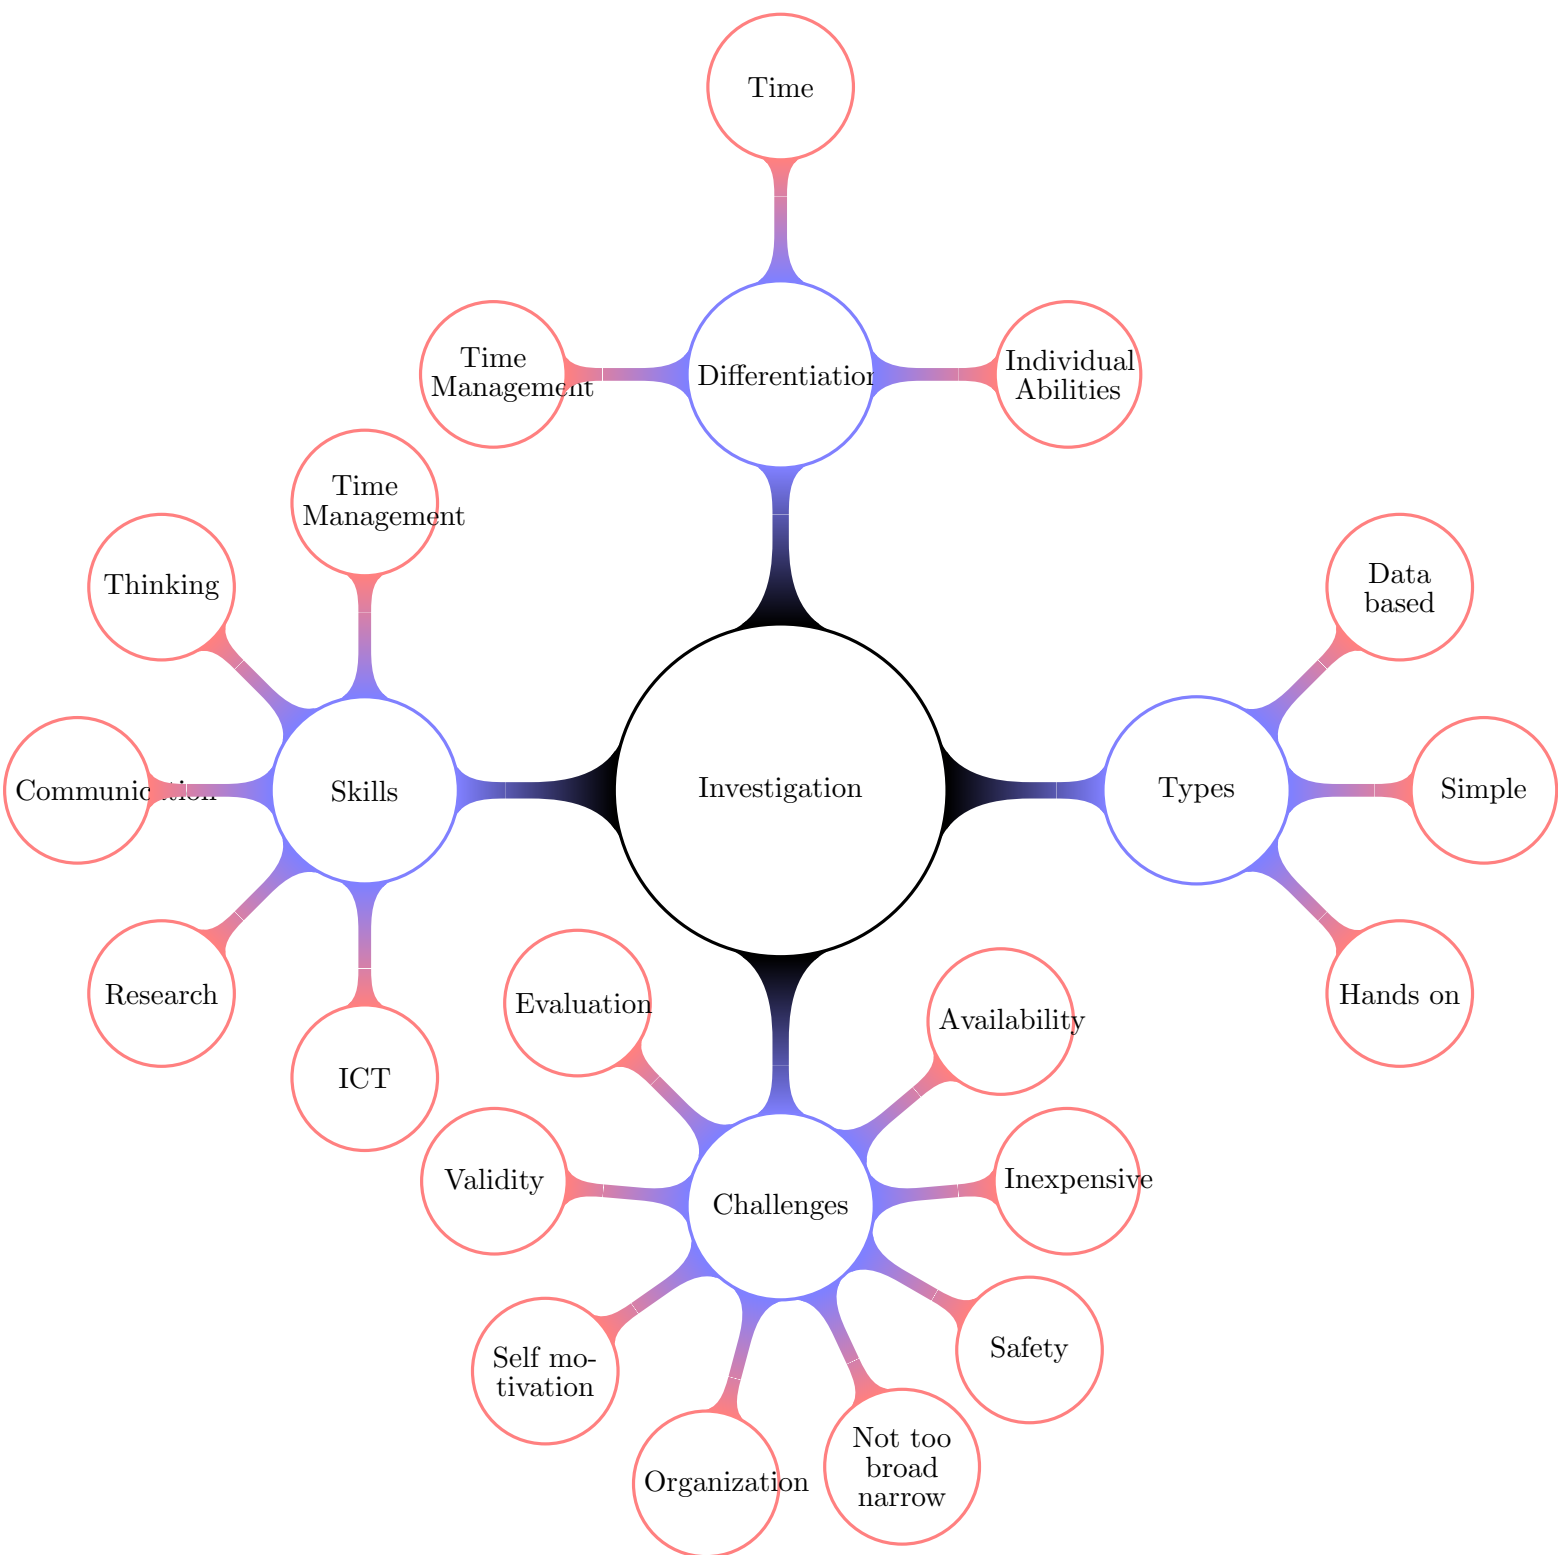 Time
Time
Management
Differentiation
Individual
Abilities
Time
Management
Thinking
Communication
Skills
Research
ICT
Investigation
Types
Data
based
Simple
Hands on
Evaluation
Availability
Validity
Challenges
Inexpensive
Self mo-
tivation
Safety
Organization
Not too
broad
narrow